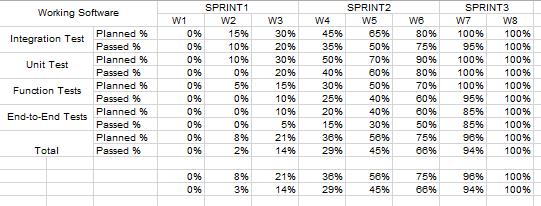 Working Software SPRINT1 SPRINT2 SPRINT3
W1 W2 W3 W4 W5 W6 W7 W8
Integration Test Planned % 0% 15% 30% 45% 65% 80% 100% 100%
Passed % 0% 10% 20% 35% 50% 75% 95% 100%
Unit Test Planned % 0% 10% 30% 50% 70% 90% 100% 100%
Passed % 0% 0% 20% 40% 60% 80% 100% 100%
Function Tests Planned % 0% 5% 15% 30% 50% 70% 100% 100%
Passed % 0% 0% 10% 25% 40% 60% 95% 100%
End-to-End Tests Planned % 0% 0% 10% 20% 40% 60% 85% 100%
Passed % 0% 0% 5% 15% 30% 50% 85% 100%
Total Planned % 0% 8% 21% 36% 56% 75% 96% 100%
Passed % 0% 2% 14% 29% 45% 66% 94% 100%
0% 8% 21% 36% 56% 75% 96% 100%
0% 3% 14% 29% 45% 66% 94% 100%